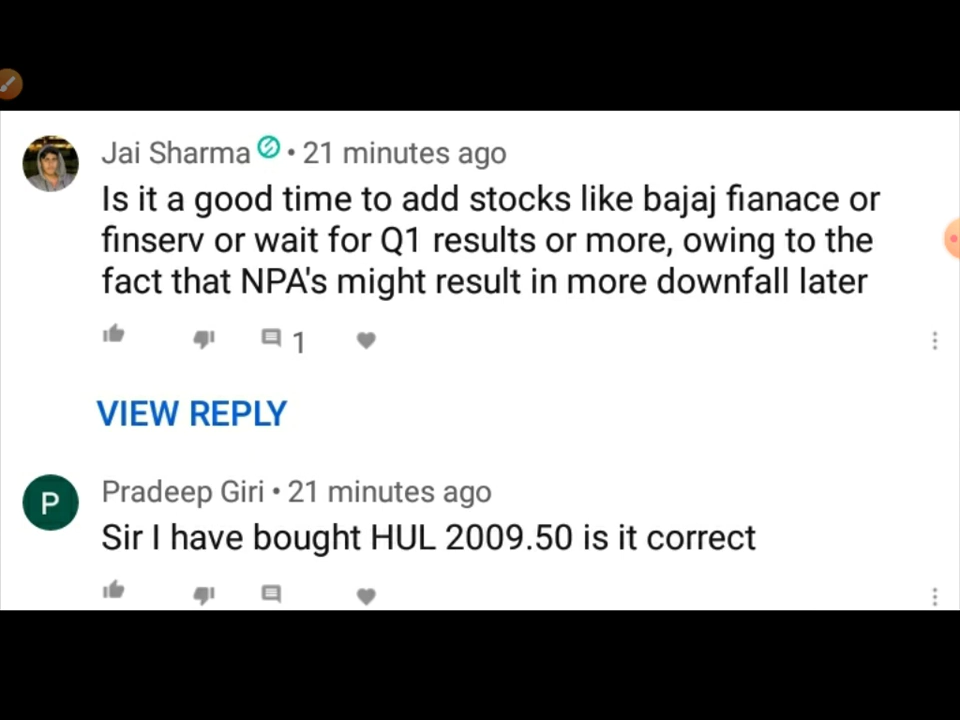 Jai Sharma • 21 minutes ago
Is it a good time to add stocks like bajaj fianace or
finserv or wait for Q1 results or more, owing to the
fact that NPA's might result in more downfall later
1
VIEW REPLY
P
Pradeep Giri • 21 minutes ago
Sir I have bought HUL 2009.50 is it correct